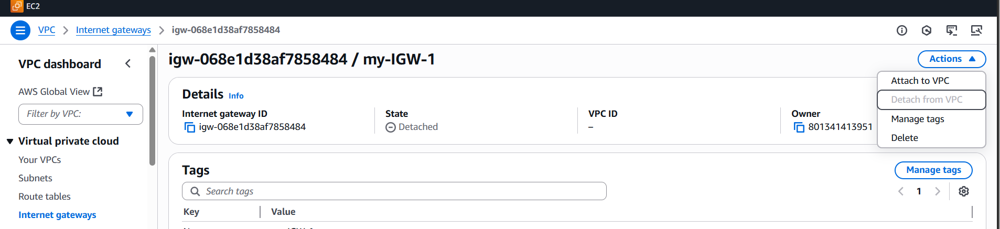 EC2
VPC > Internet gateways > igw-068e1d38af7858484
VPC dashboard
AWS Global View
Filter by VPC:
Virtual private cloud
Your VPCs
Subnets
Route tables
Internet gateways
igw-068e1d38af7858484 / my-IGW-1
Actions
Attach to VPC
Detach from VPC
Manage tags
Delete
Details Info
Internet gateway ID
igw-068e1d38af7858484
State
Detached
VPC ID
–
Owner
801341413951
Tags
Manage tags
Search tags
1
Key Value